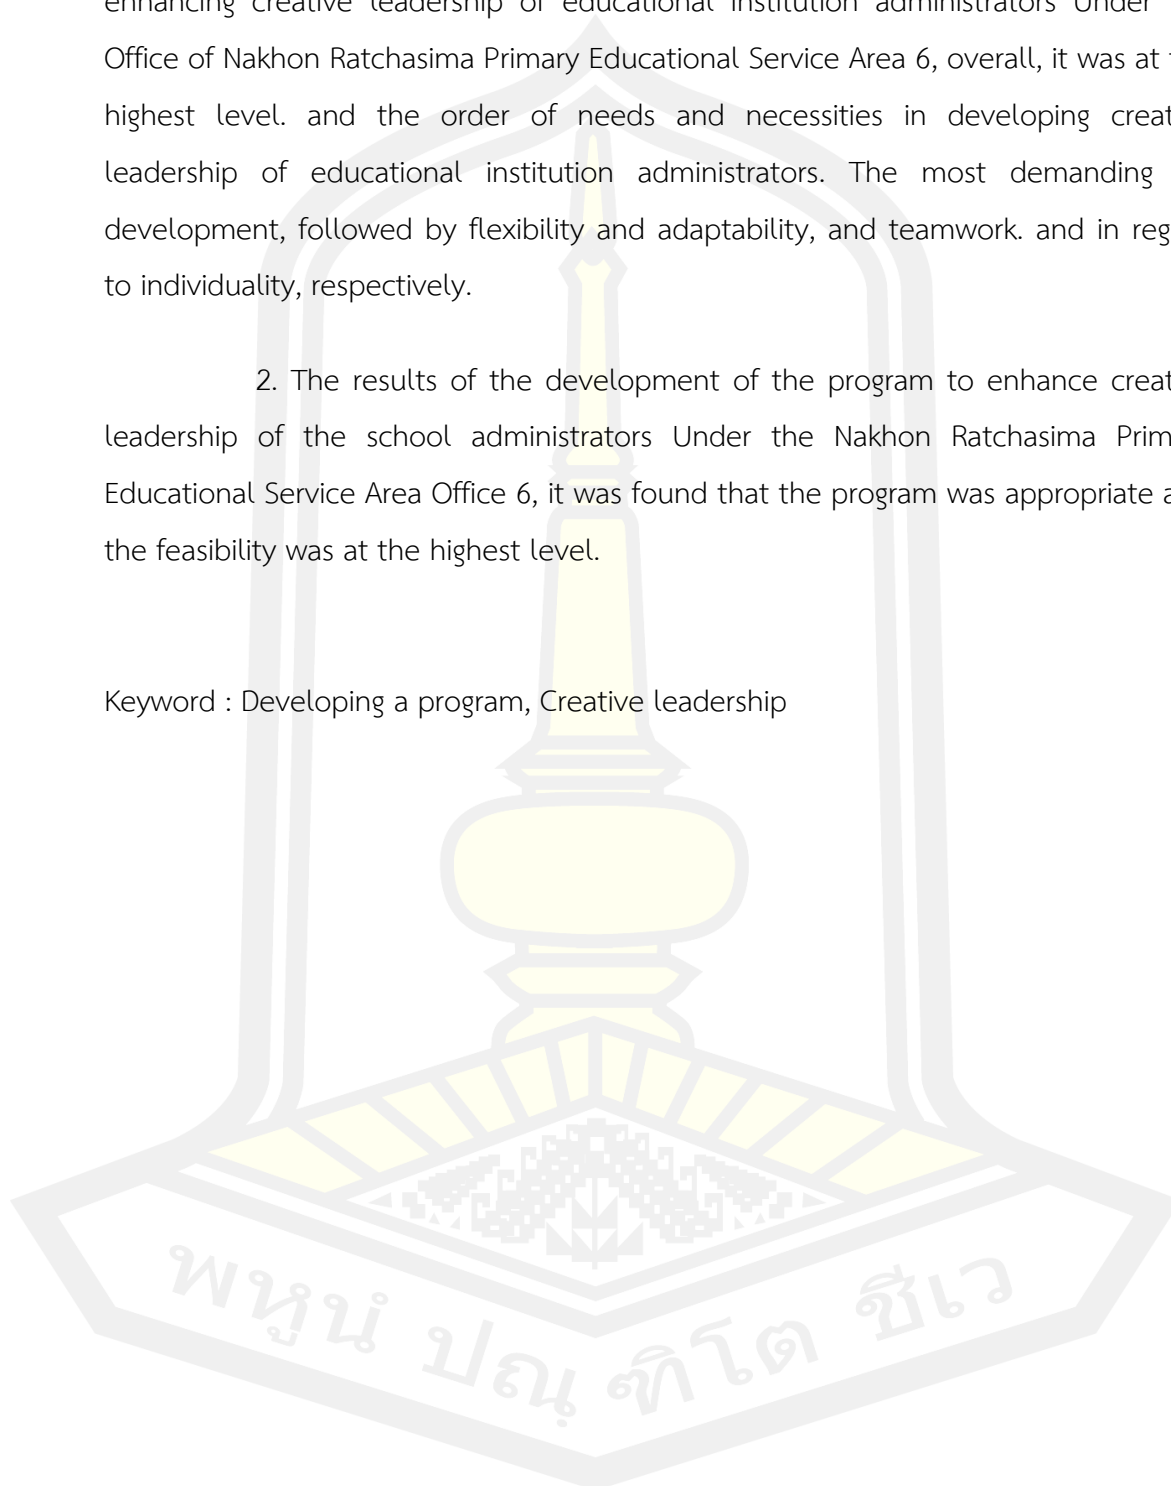 enhancing creative leadership of educational institution administrators Under
Office of Nakhon Ratchasima Primary Educational Service Area 6, overall, it was at
highest level. and the order of needs and necessities in developing
leadership of educational institution administrators. The most demanding
development, followed by flexibility and adaptability, and teamwork. and in
to individuality, respectively.
2. The results of the development of the program to enhance
leadership of the school administrators Under the Nakhon Ratchasima
Educational Service Area Office 6, it was found that the program was appropriate
the feasibility was at the highest level.
Keyword : Developing a program, Creative leadership
พหูนํ ปณฺฑิโต ชีเว